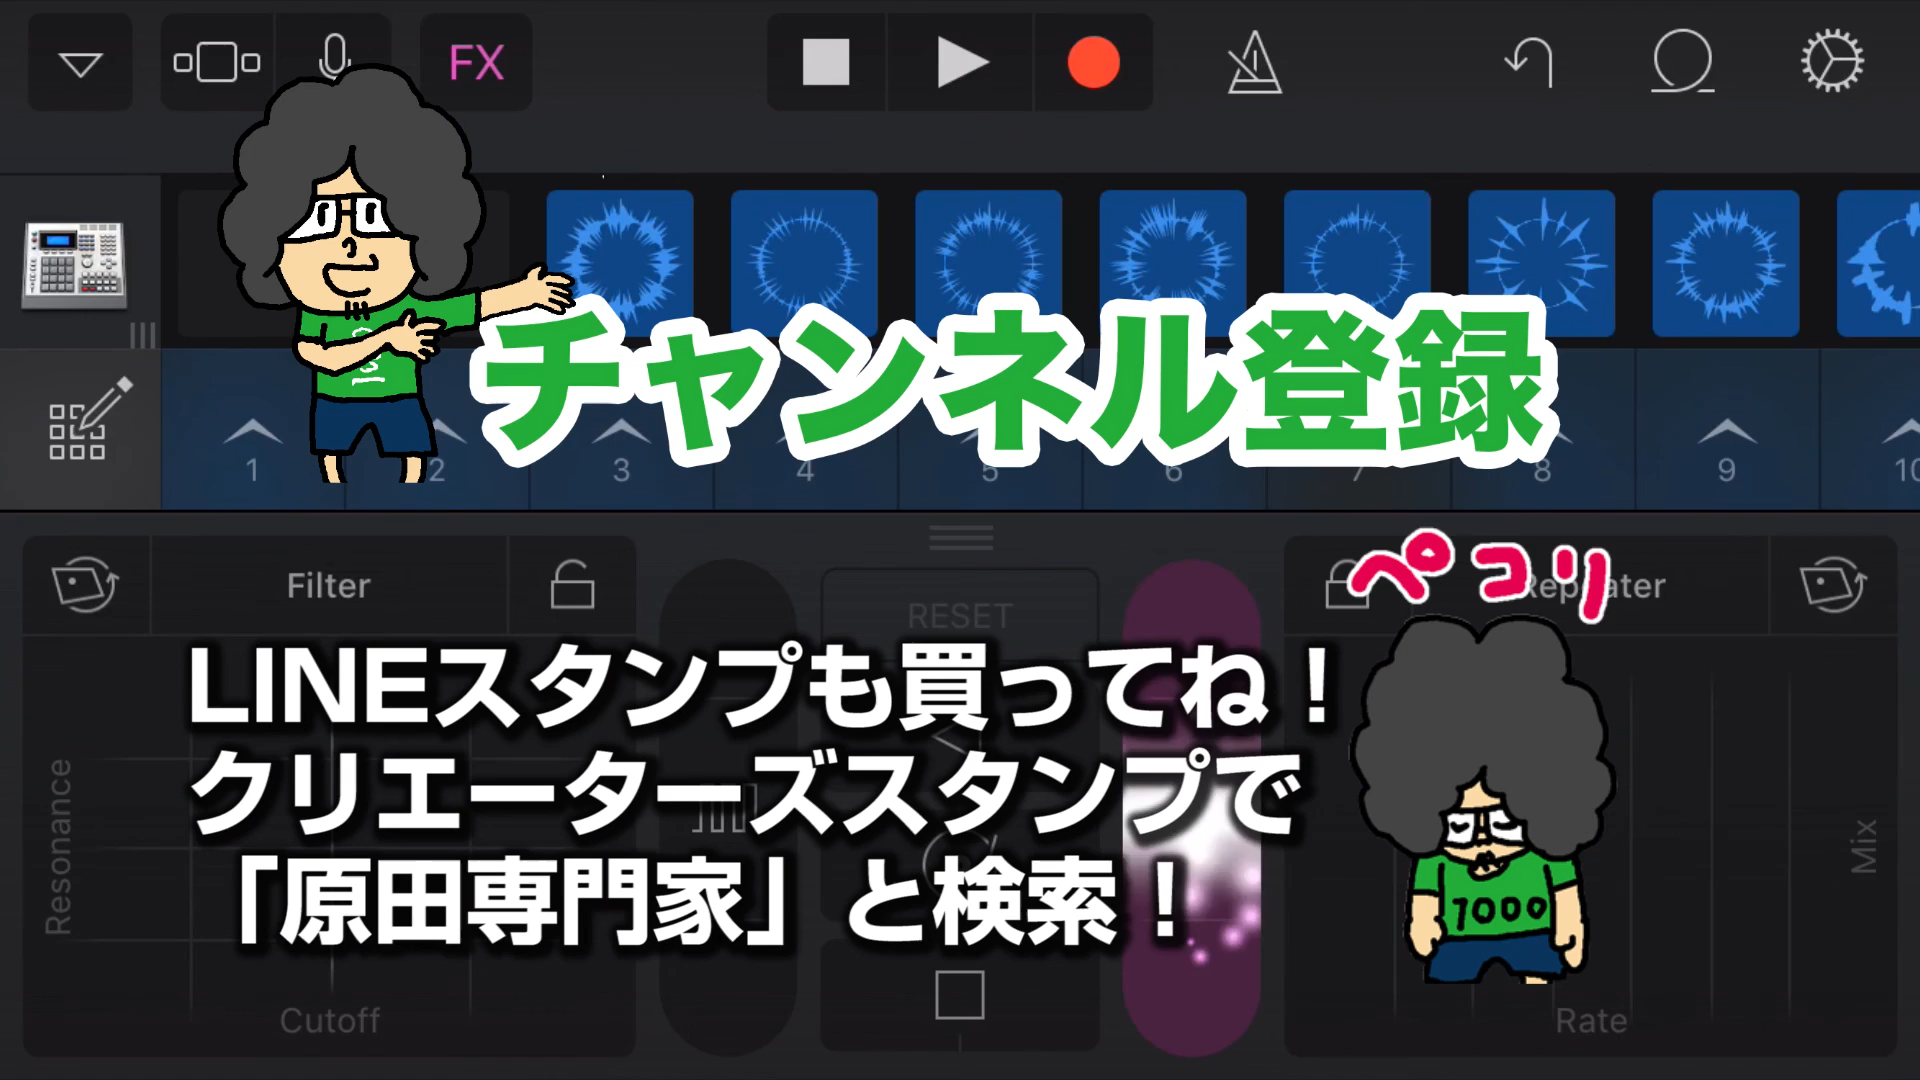 FX
チャンネル登録
1
2
3
4
5
6
7
8
9
10
Filter
RESET
ペコリ
Repeater
LINEスタンプも買ってね！
クリエーターズスタンプで
「原田専門家」と検索！
Resonance
Mix
1000
Cutoff
Rate